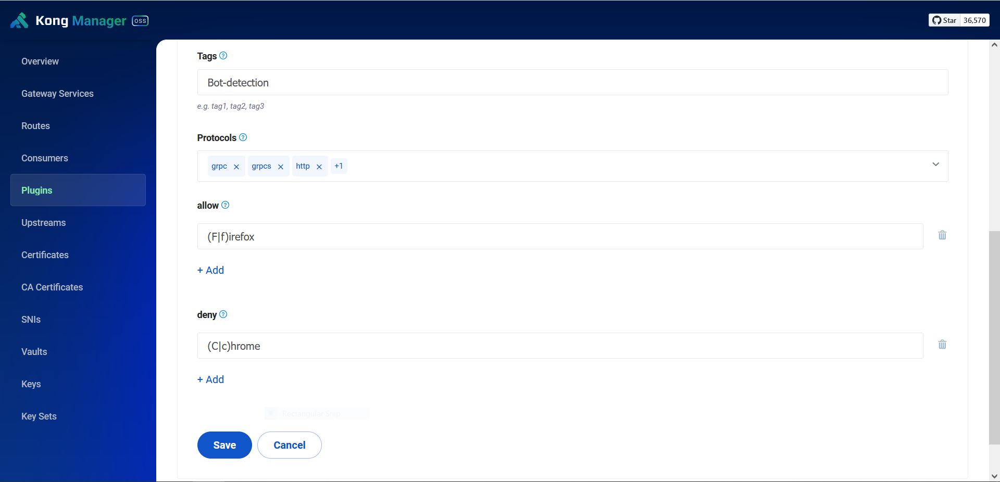 Kong Manager OSS
Star 36,570
Overview
Gateway Services
Routes
Consumers
Plugins
Upstreams
Certificates
CA Certificates
SNIs
Vaults
Keys
Key Sets
Tags ?
Bot-detection
e.g. tag1, tag2, tag3
Protocols ?
grpc × grpcs × http × +1
allow ?
(F|f)irefox
+ Add
deny ?
(C|c)hrome
+ Add
Rectangular Snip
Save Cancel